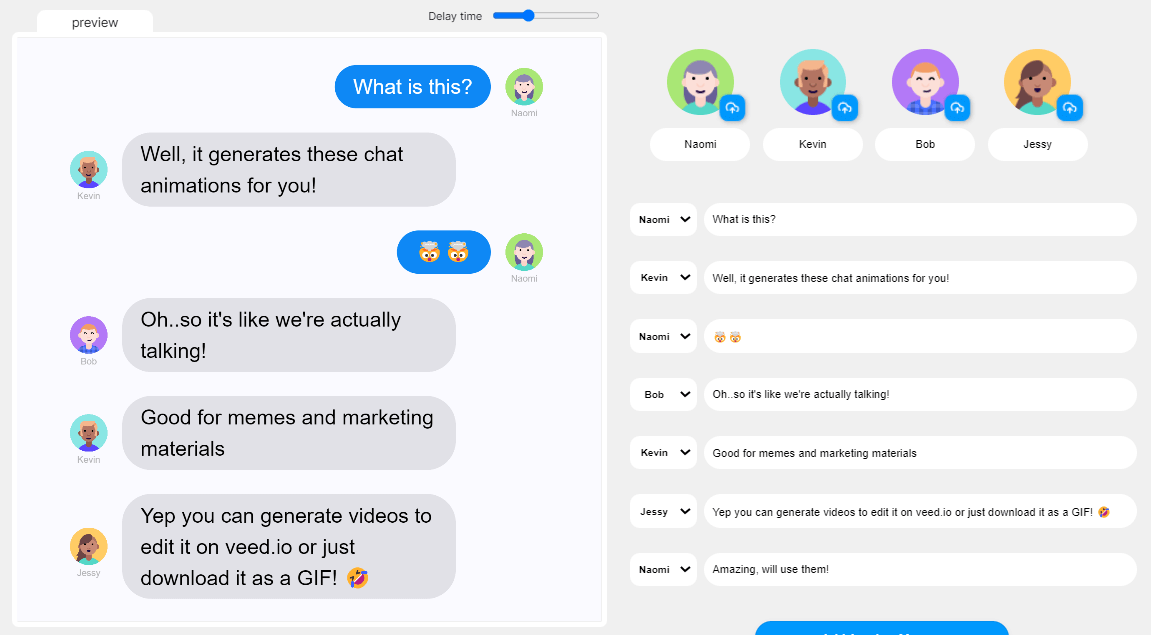 preview
Delay time
What is this?
Naomi
Well, it generates these chat
animations for you!
Kevin
🤯 🤯
Naomi
Oh..so it's like we're actually
talking!
Bob
Good for memes and marketing
materials
Kevin
Yep you can generate videos to
edit it on veed.io or just
download it as a GIF! 🤣
Jessy
Naomi
Kevin
Bob
Jessy
Naomi What is this?
Kevin Well, it generates these chat animations for you!
Naomi 🤯 🤯
Bob Oh..so it's like we're actually talking!
Kevin Good for memes and marketing materials
Jessy Yep you can generate videos to edit it on veed.io or just download it as a GIF! 🤣
Naomi Amazing, will use them!